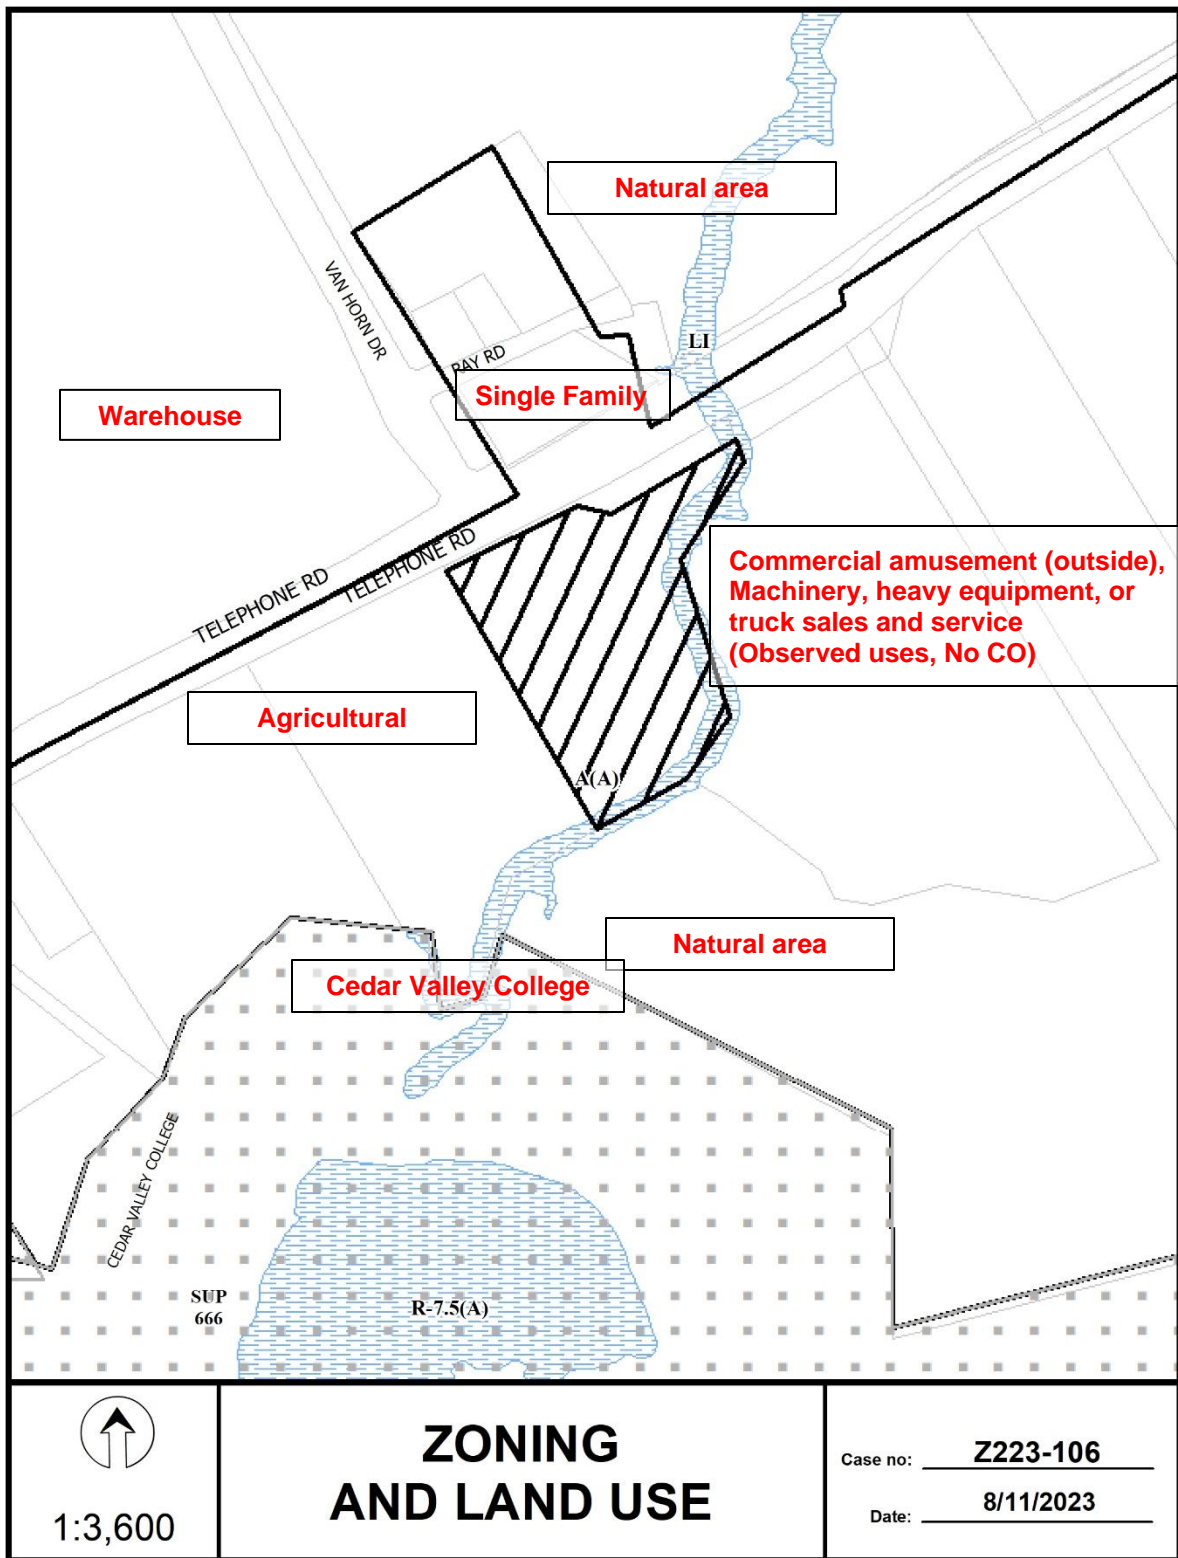 Natural area
VAN HORN DR
LI
RAY RD
Single Family
Warehouse
TELEPHONE RD
TELEPHONE RD
Commercial amusement (outside),
Machinery, heavy equipment, or
truck sales and service
(Observed uses, No CO)
Agricultural
A(A)
Natural area
Cedar Valley College
CEDAR VALLEY COLLEGE
SUP
666
R-7.5(A)
1:3,600
ZONING
AND LAND USE
Case no: Z223-106
Date: 8/11/2023